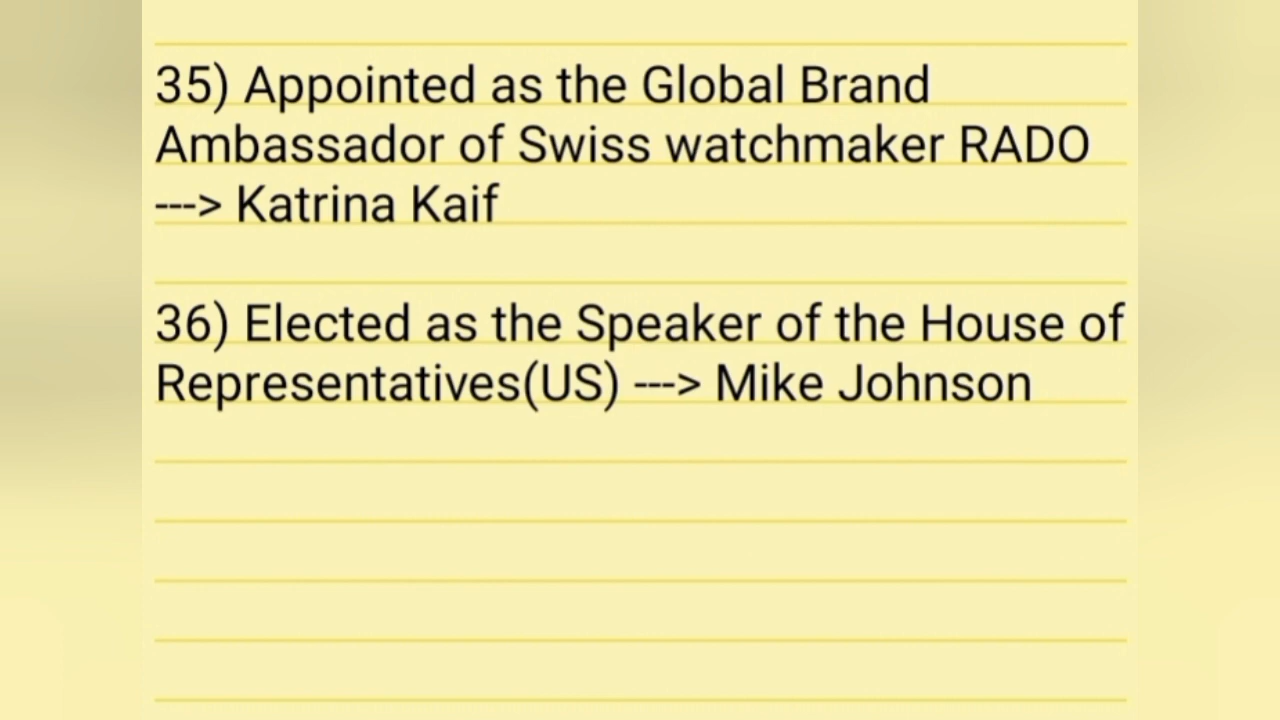 35) Appointed as the Global Brand
Ambassador of Swiss watchmaker RADO
---> Katrina Kaif
36) Elected as the Speaker of the House of
Representatives(US) ---> Mike Johnson